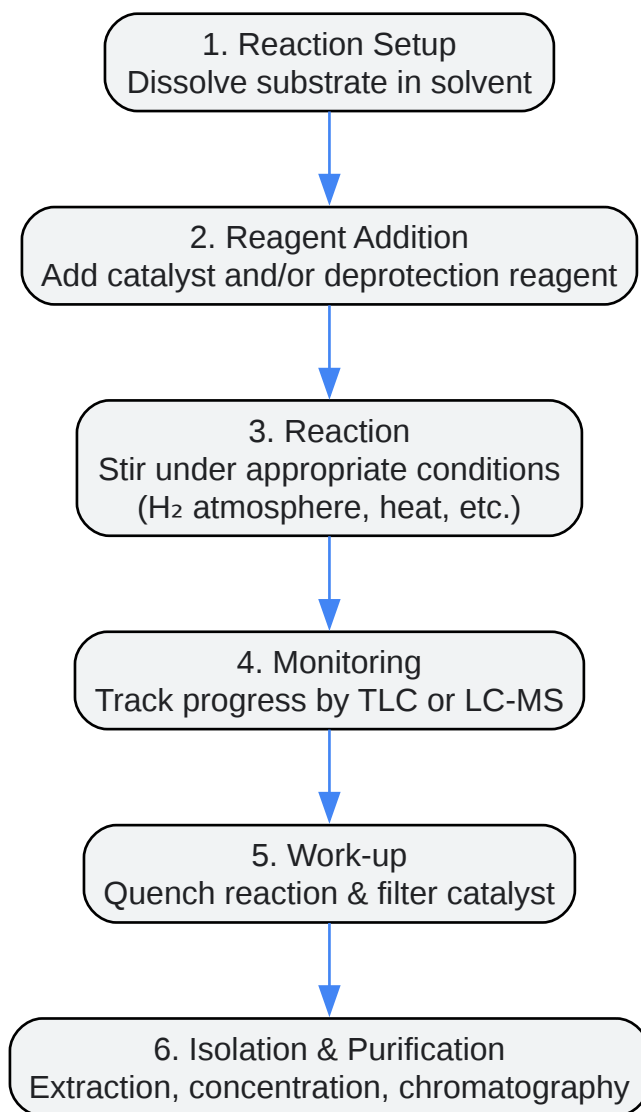 1. Reaction Setup
Dissolve substrate in solvent
2. Reagent Addition
Add catalyst and/or deprotection reagent
3. Reaction
Stir under appropriate conditions
(H₂ atmosphere, heat, etc.)
4. Monitoring
Track progress by TLC or LC-MS
5. Work-up
Quench reaction & filter catalyst
6. Isolation & Purification
Extraction, concentration, chromatography